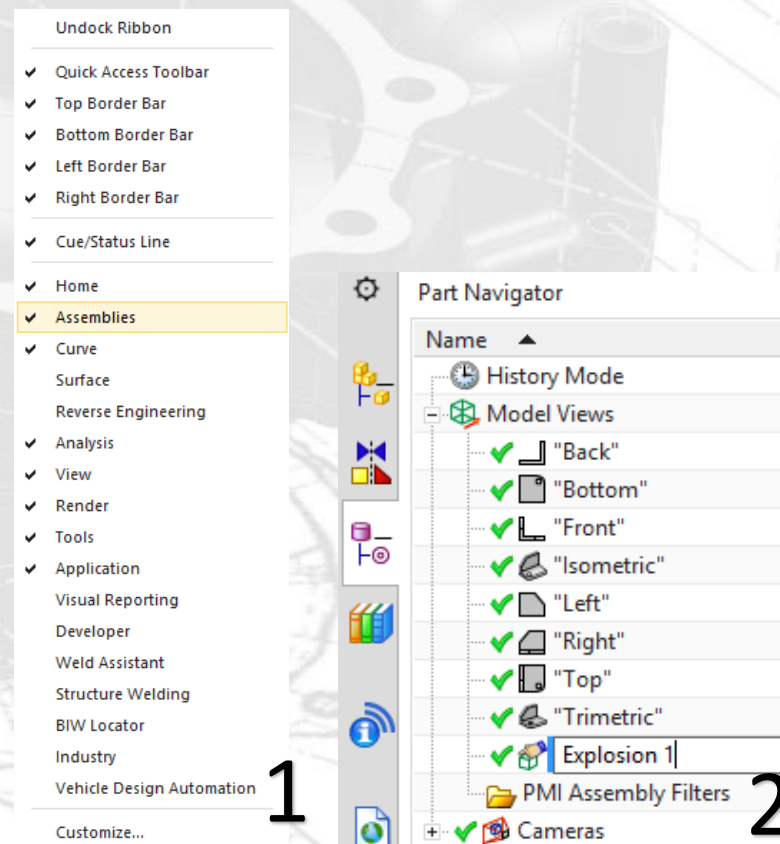 Undock Ribbon
Quick Access Toolbar
Top Border Bar
Bottom Border Bar
Left Border Bar
Right Border Bar
Cue/Status Line
Home
Assemblies
Curve
Surface
Reverse Engineering
Analysis
View
Render
Tools
Application
Visual Reporting
Developer
Weld Assistant
Structure Welding
BIW Locator
Industry
Vehicle Design Automation
Customize...
1
Part Navigator
Name
History Mode
Model Views
"Back"
"Bottom"
"Front"
"Isometric"
"Left"
"Right"
"Top"
"Trimetric"
Explosion 1
PMI Assembly Filters
Cameras
2